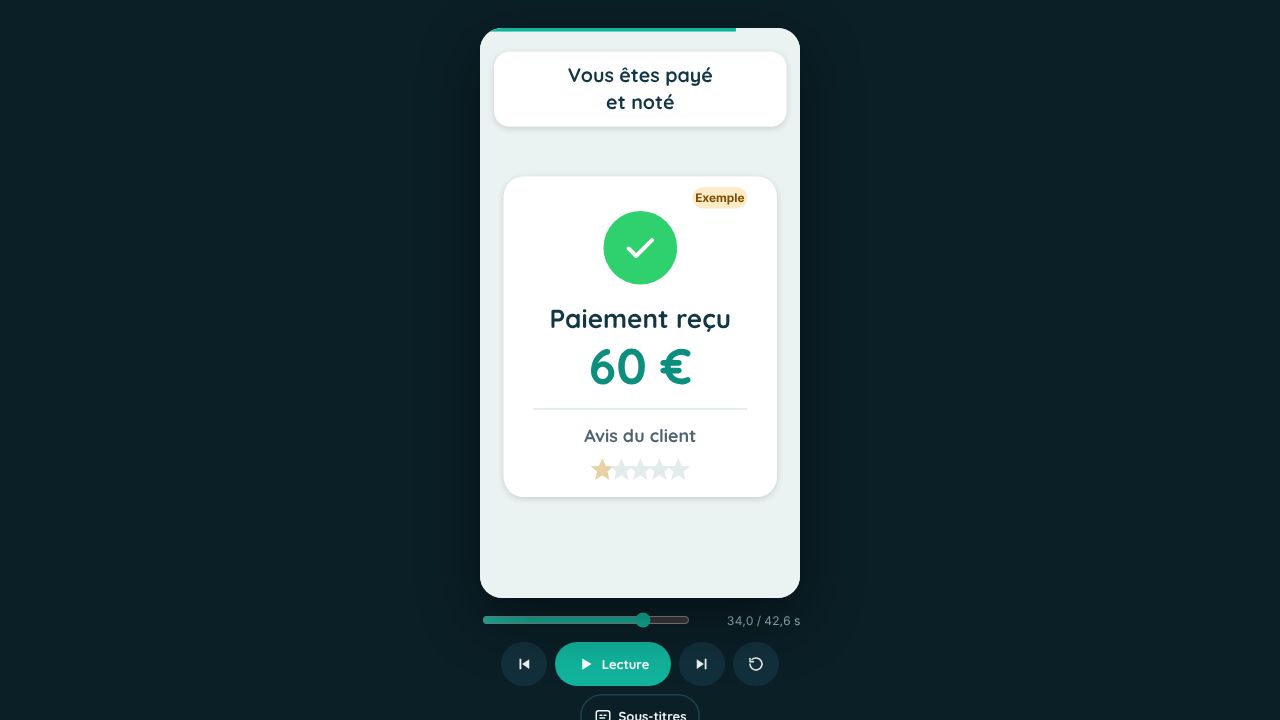 Vous êtes payé
et noté
Exemple
Paiement reçu
60 €
Avis du client
34,0 / 42,6 s
Lecture
Sous-titres